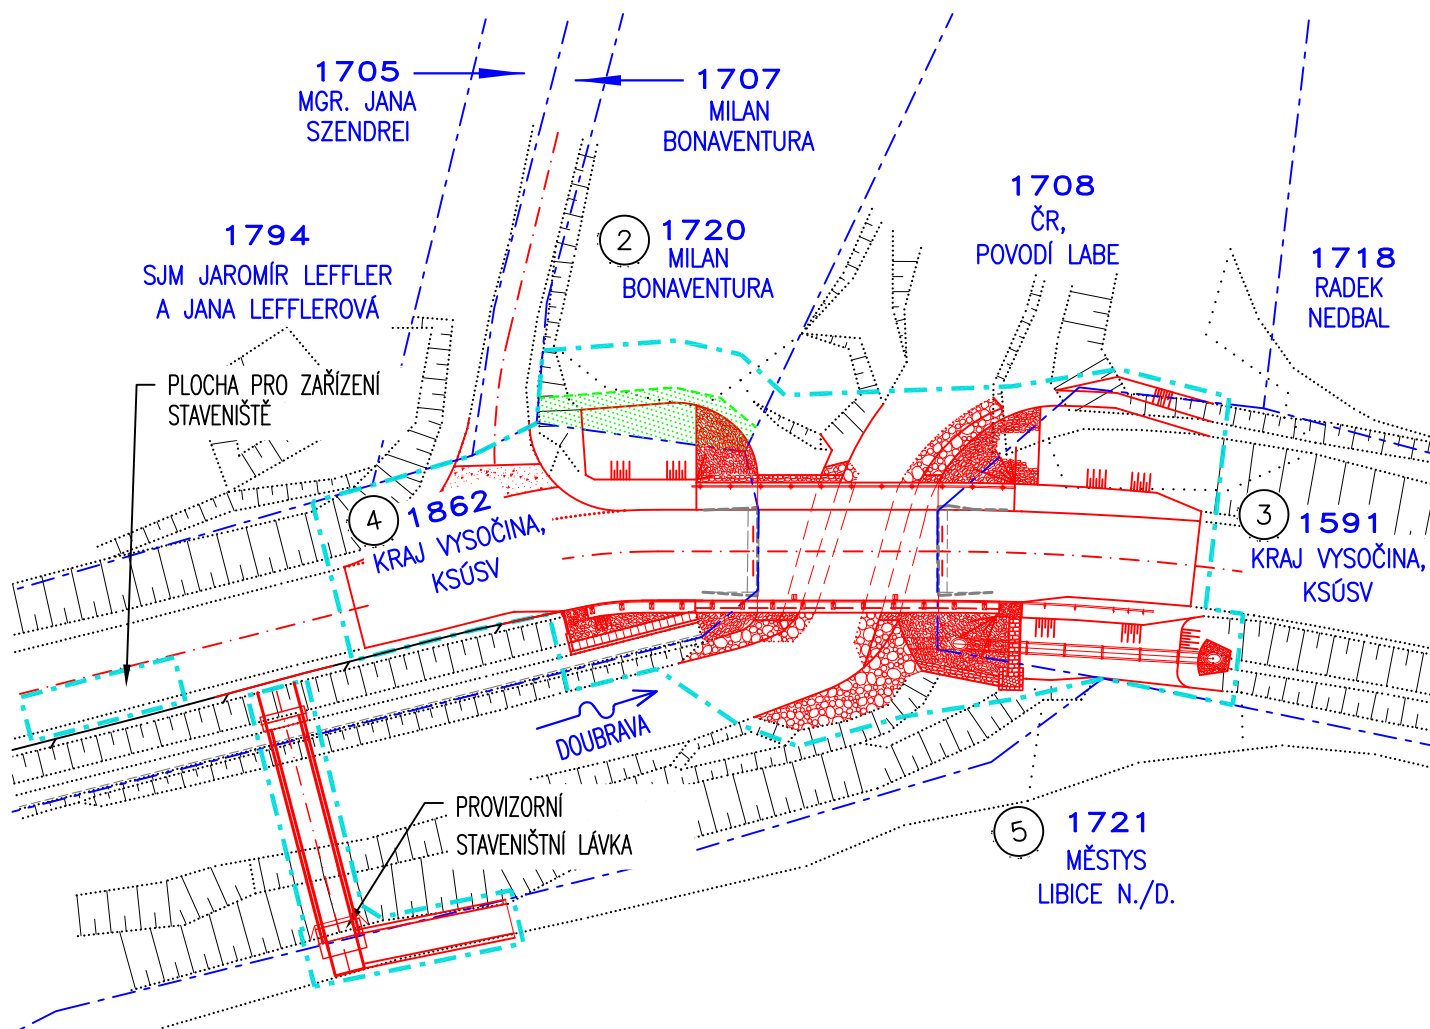 1705
MGR. JANA
SZENDREI
1707
MILAN
BONAVENTURA
1708
ČR,
POVODÍ LABE
1794
SJM JAROMÍR LEFFLER
A JANA LEFFLEROVÁ
2
1720
MILAN
BONAVENTURA
1718
RADEK
NEDBAL
PLOCHA PRO ZAŘÍZENÍ
STAVENIŠTĚ
4
1862
KRAJ VYSOČINA,
KSÚSV
3
1591
KRAJ VYSOČINA,
KSÚSV
DOUBRAVA
PROVIZORNÍ
STAVENIŠTNÍ LÁVKA
5
1721
MĚSTYS
LIBICE N./D.